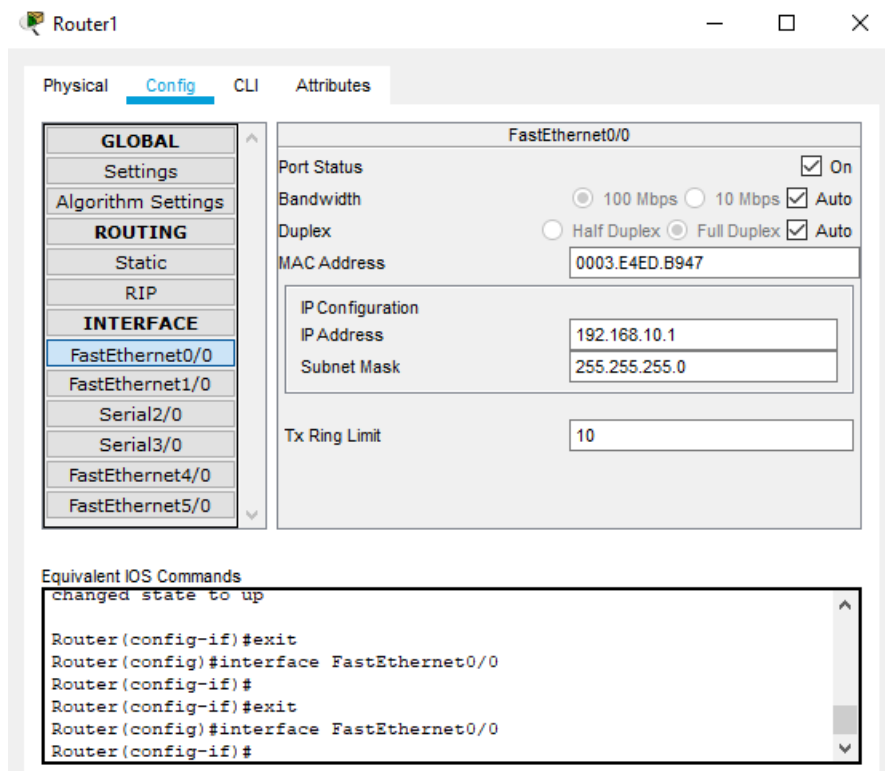 Router1
Physical Config CLI Attributes
GLOBAL
Settings
Algorithm Settings
ROUTING
Static
RIP
INTERFACE
FastEthernet0/0
FastEthernet1/0
Serial2/0
Serial3/0
FastEthernet4/0
FastEthernet5/0
FastEthernet0/0
Port Status On
Bandwidth 100 Mbps 10 Mbps Auto
Duplex Half Duplex Full Duplex Auto
MAC Address 0003.E4ED.B947
IP Configuration
IP Address 192.168.10.1
Subnet Mask 255.255.255.0
Tx Ring Limit 10
Equivalent IOS Commands
changed state to up
Router(config-if)#exit
Router(config)#interface FastEthernet0/0
Router(config-if)#
Router(config-if)#exit
Router(config)#interface FastEthernet0/0
Router(config-if)#